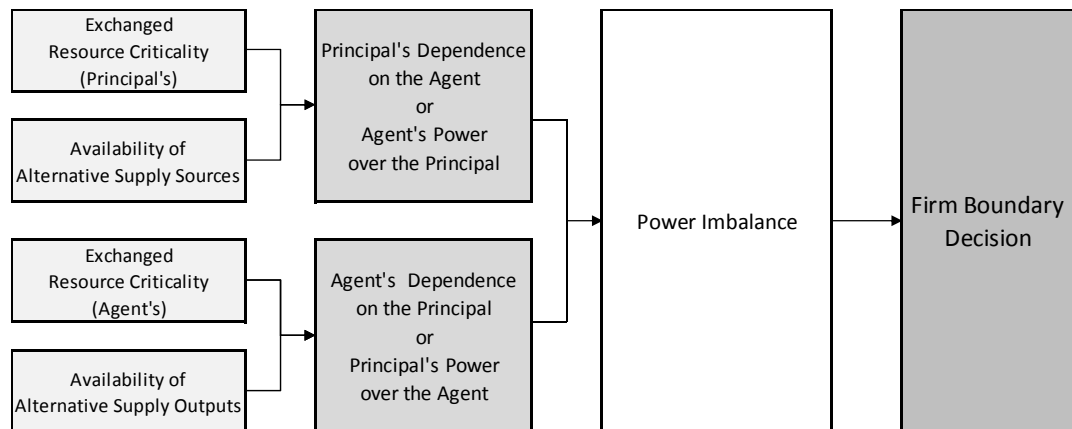 Exchanged
Resource Criticality
(Principal's)
Availability of
Alternative Supply Sources
Principal's Dependence
on the Agent
or
Agent's Power
over the Principal
Exchanged
Resource Criticality
(Agent's)
Availability of
Alternative Supply Outputs
Agent's Dependence
on the Principal
or
Principal's Power
over the Agent
Power Imbalance
Firm Boundary
Decision